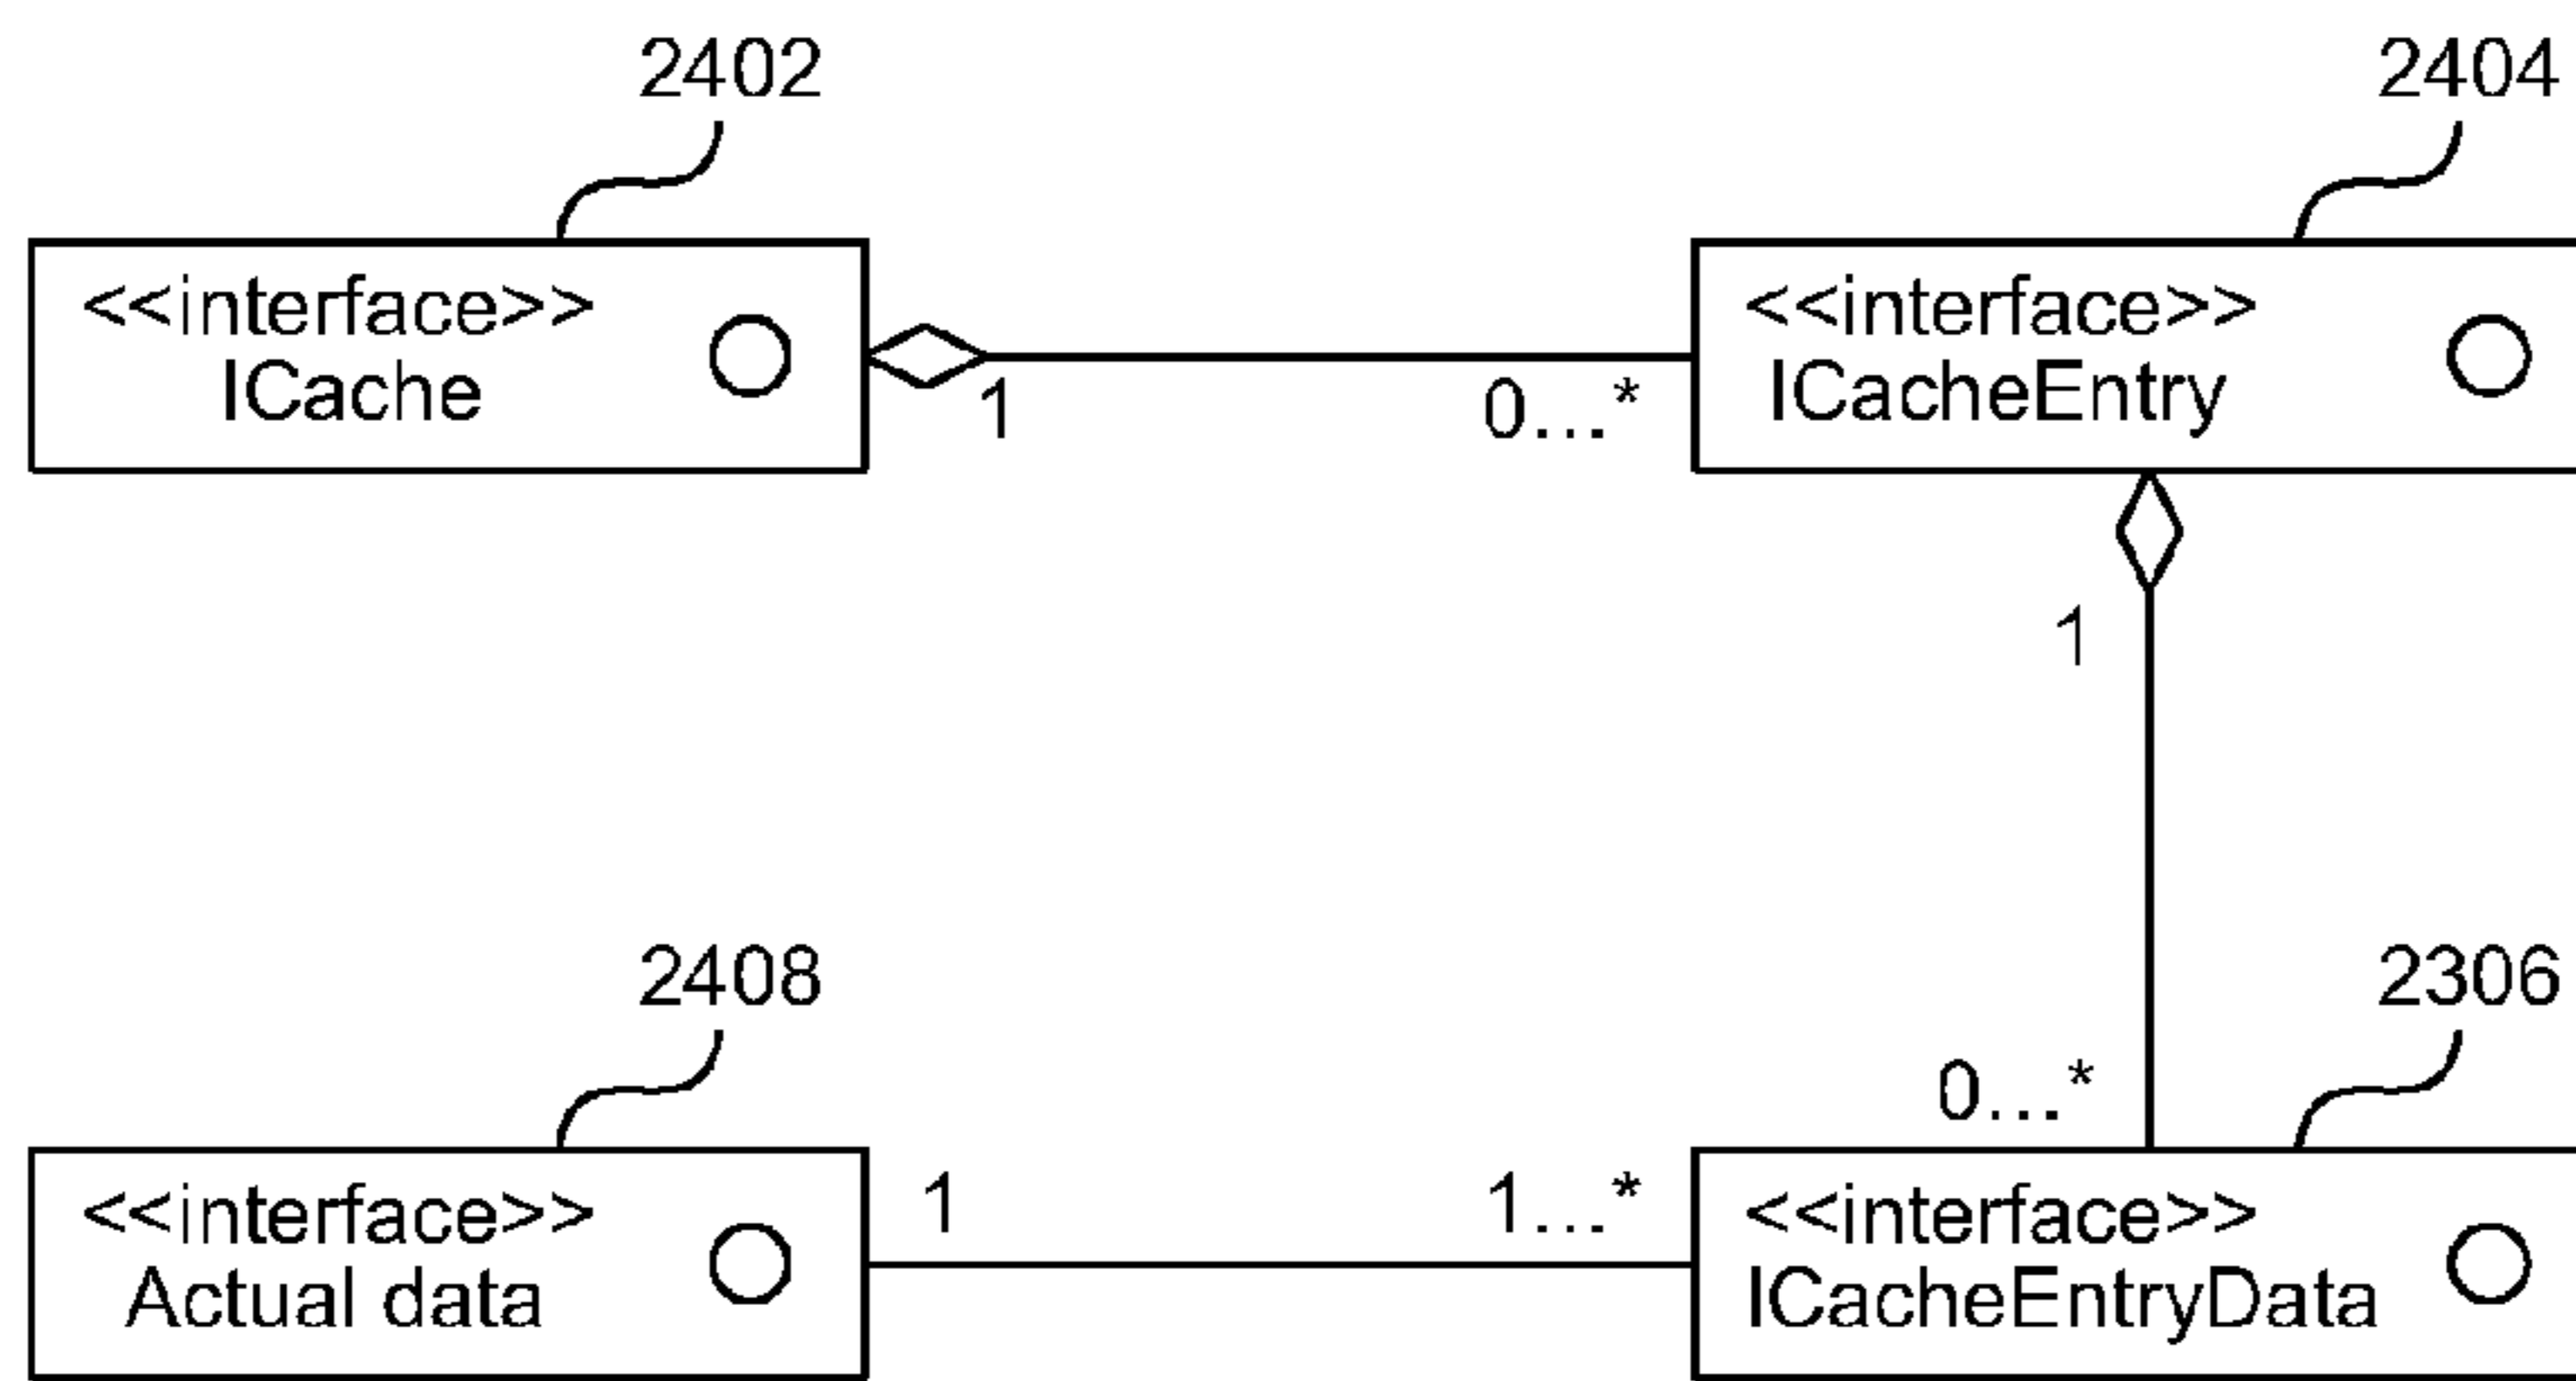 2402
2404
<<interface>>
ICache
1
0...*
<<interface>>
ICacheEntry
1
0...*
2408
2306
<<interface>>
Actual data
1
1...*
<<interface>>
ICacheEntryData